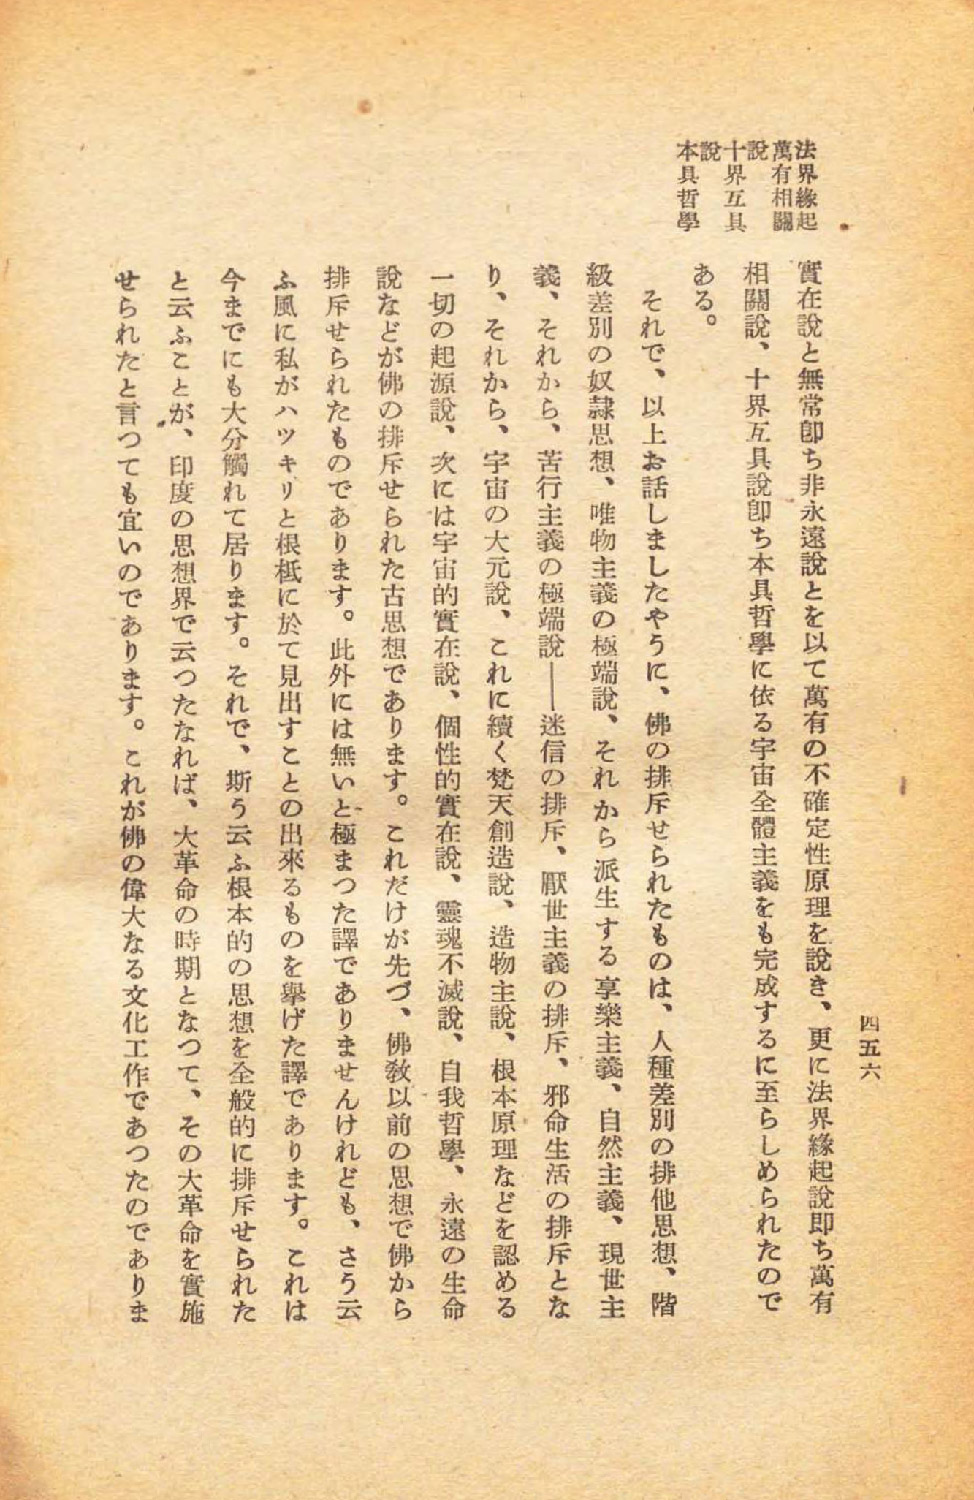 四五六
法界緣起
萬有相關
說
十界互具
說
本具哲學
實在說と無常卽ち非永遠說とを以て萬有の不確定性原理を說き、更に法界緣起說卽ち萬有
相關說、十界互具說卽ち本具哲學に依る宇宙全體主義をも完成するに至らしめられたので
ある。
それで、以上お話しましたやうに、佛の排斥せられたものは、人種差別の排他思想、階
級差別の奴隷思想、唯物主義の極端說、それから派生する享樂主義、自然主義、現世主
義、それから、苦行主義の極端說――迷信の排斥、厭世主義の排斥、邪命生活の排斥とな
り、それから、宇宙の大元說、これに續く梵天創造說、造物主說、根本原理などを認める
一切の起源說、次には宇宙的實在說、個性的實在說、靈魂不滅說、自我哲學、永遠の生命
說などが佛の排斥せられた古思想であります。これだけが先づ、佛敎以前の思想で佛から
排斥せられたものであります。此外には無いと極まつた譯でありませんけれども、さう云
ふ風に私がハツキリと根柢に於て見出すことの出來るものを擧げた譯であります。これは
今までにも大分觸れて居ります。それで、斯う云ふ根本的の思想を全般的に排斥せられた
と云ふことが、印度の思想界で云つたなれば、大革命の時期となつて、その大革命を實施
せられたと言つても宜いのであります。これが佛の偉大なる文化工作であつたのでありま